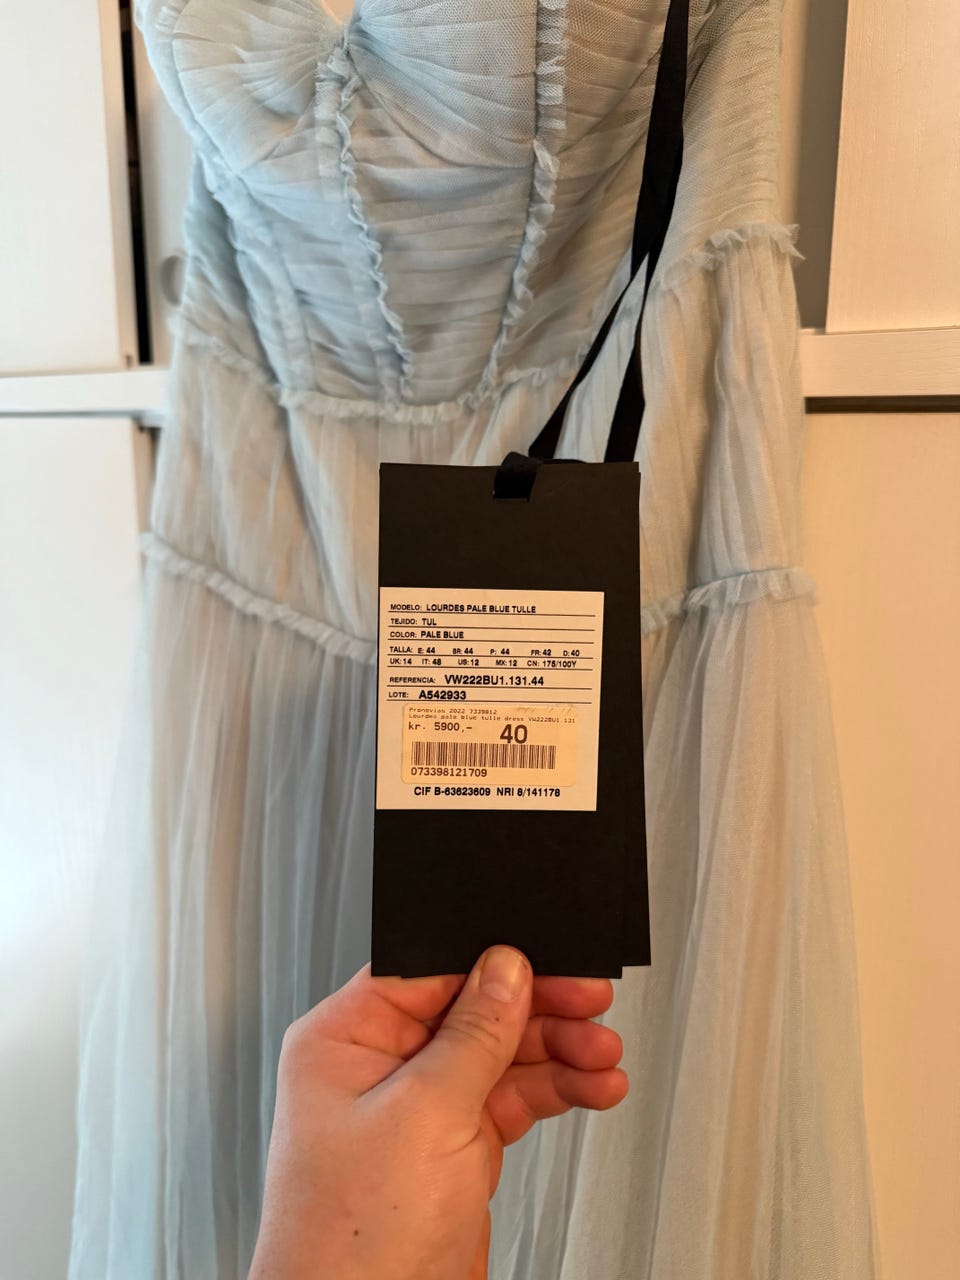 MODELO: LOURDES PALE BLUE TULLE
TEJIDO: TUL
COLOR: PALE BLUE
TALLA: E: 44 BR: 44 P: 44 FR: 42 D: 40
UK: 14 IT: 48 US: 12 MX: 12 CN: 175/100Y
REFERENCIA: VW222BU1.131.44
LOTE: A542933
Pronovias 2022 7339812
Lourdes pale blue tulle dress VW222BU1.131
kr. 5900,- 40
073398121709
CIF B-63623609 NRI 8/141178